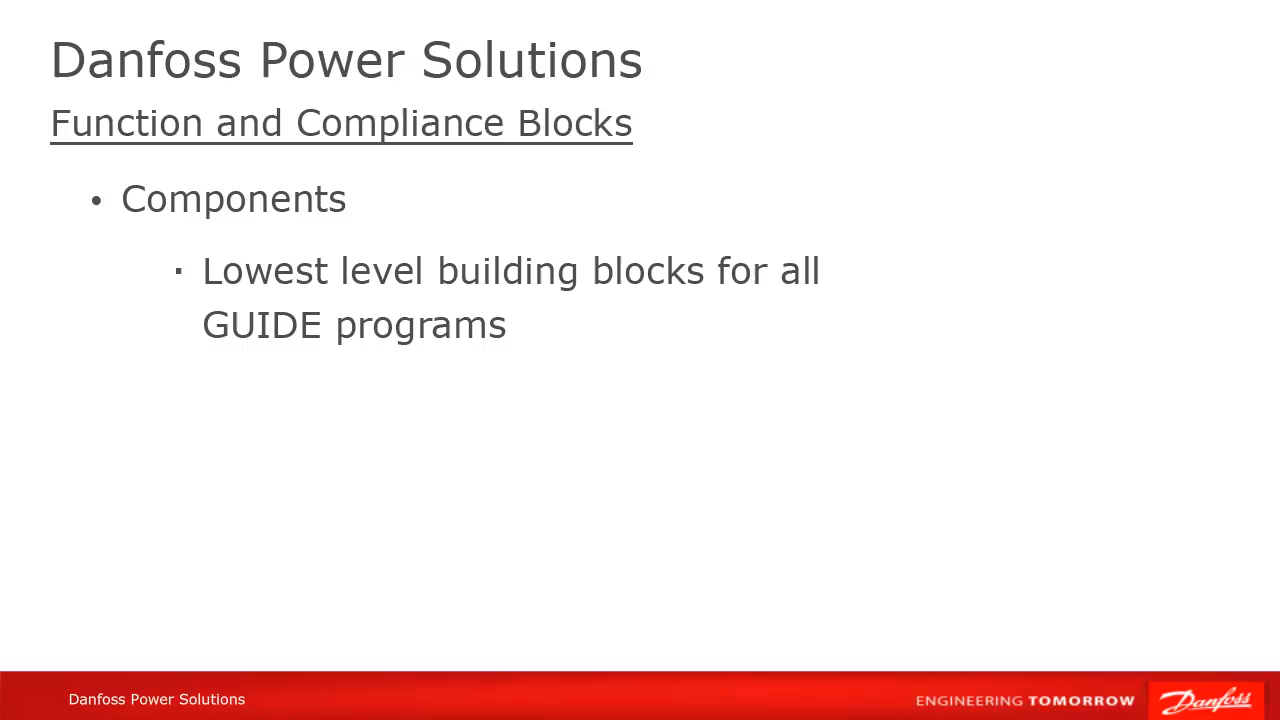 Danfoss Power Solutions
Function and Compliance Blocks
• Components
▪ Lowest level building blocks for all
GUIDE programs
Danfoss Power Solutions
ENGINEERING TOMORROW
Danfoss